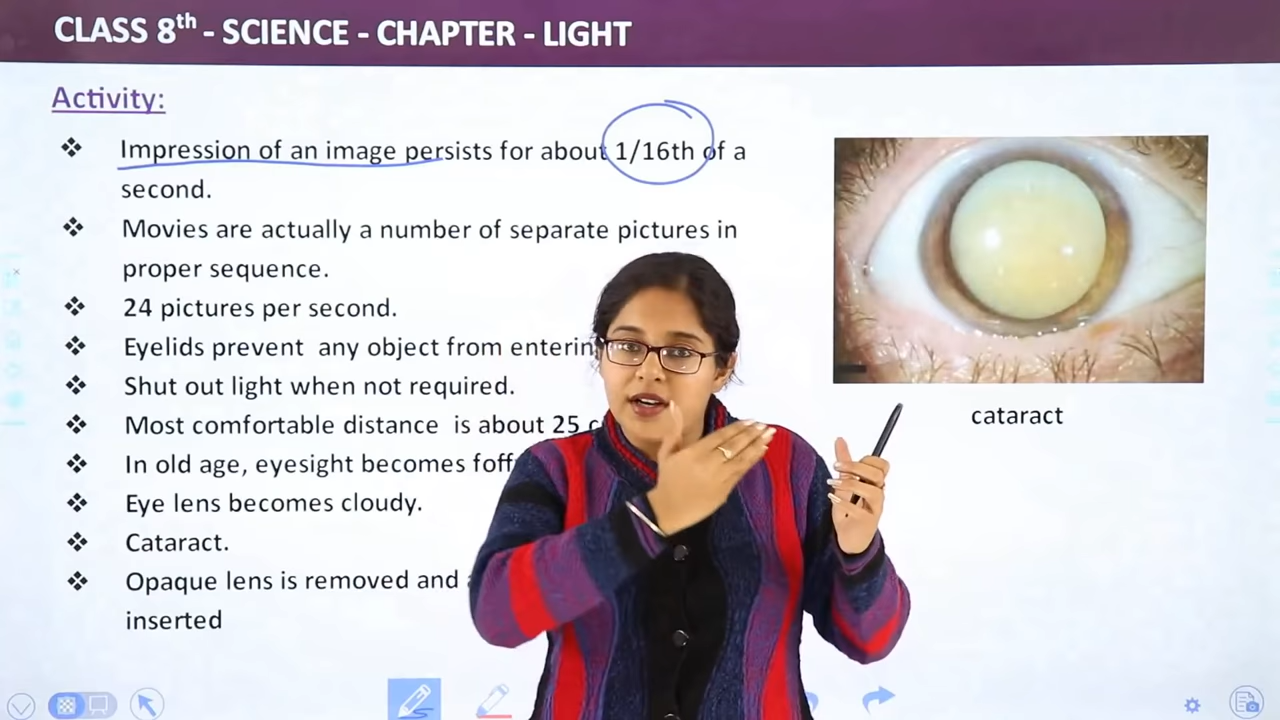 CLASS 8th - SCIENCE - CHAPTER - LIGHT
Activity:
❖ Impression of an image persists for about 1/16th of a
second.
❖ Movies are actually a number of separate pictures in
proper sequence.
❖ 24 pictures per second.
❖ Eyelids prevent any object from
❖ Shut out light when not required.
❖ Most comfortable distance is about 25
❖ In old age, eyesight becomes
❖ Eye lens becomes cloudy.
❖ Cataract.
❖ Opaque lens is removed and
inserted
cataract